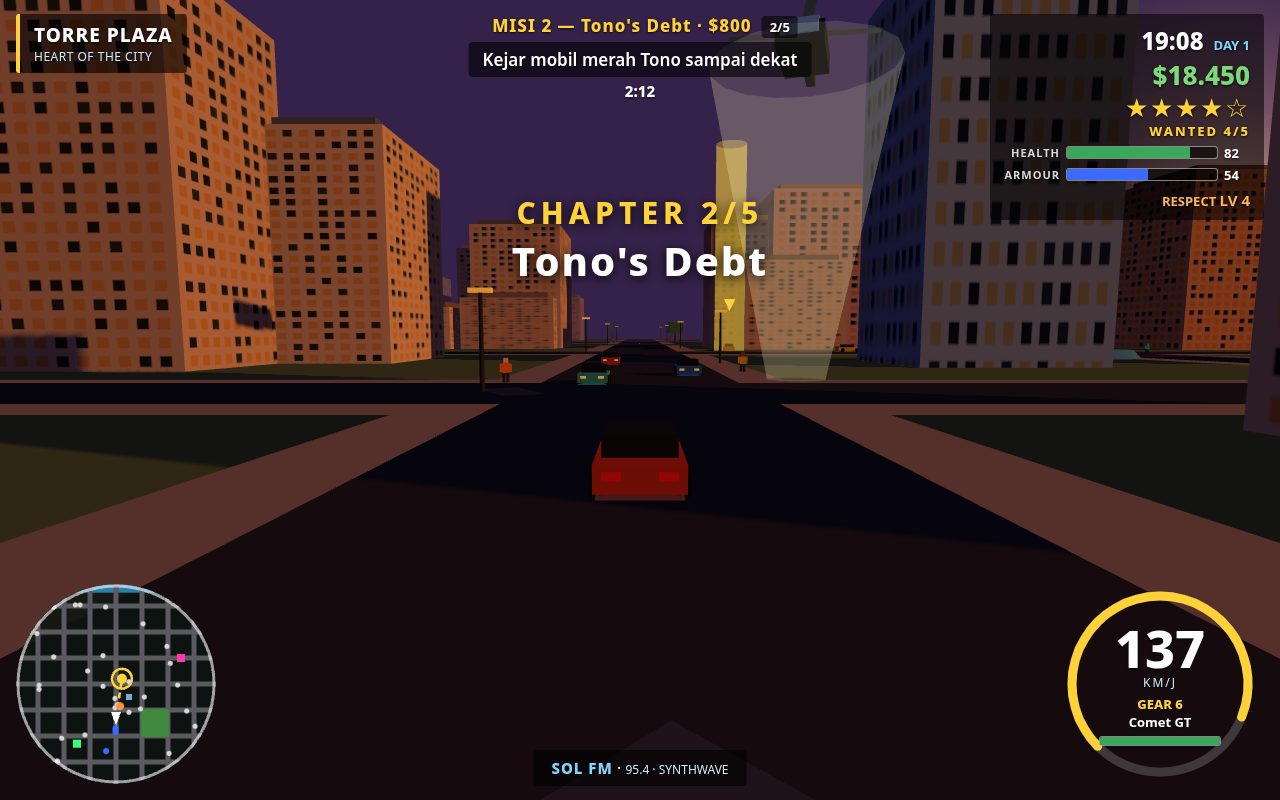 TORRE PLAZA
HEART OF THE CITY
MISI 2 — Tono's Debt · $800 2/5
Kejar mobil merah Tono sampai dekat
2:12
19:08 DAY 1
$18.450
★★★★☆
WANTED 4/5
HEALTH 82
ARMOUR 54
RESPECT LV 4
CHAPTER 2/5
Tono's Debt
137
KM/J
GEAR 6
Comet GT
SOL FM · 95.4 · SYNTHWAVE